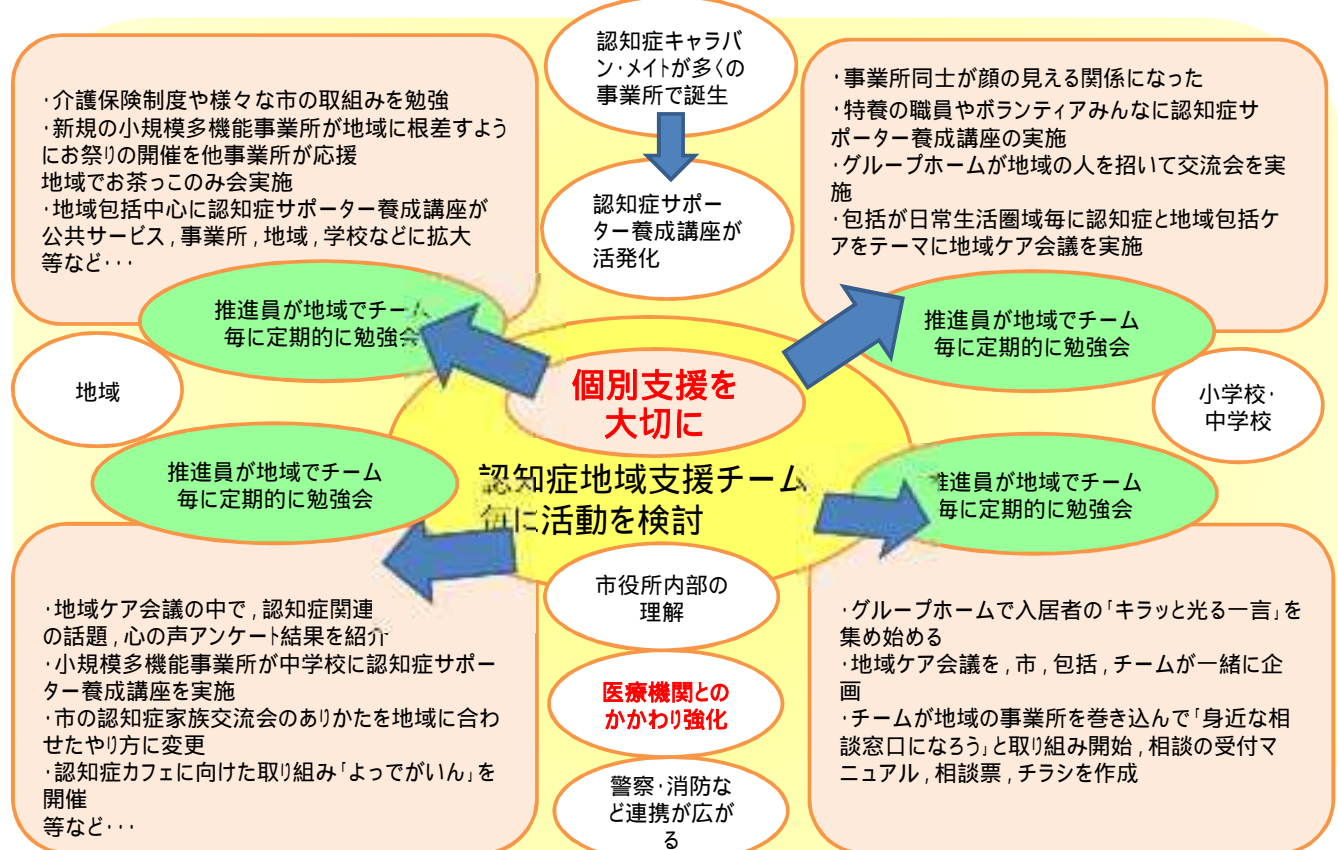 認知症キャラバ
ン・メイトが多くの
事業所で誕生
・介護保険制度や様々な市の取組みを勉強
・新規の小規模多機能事業所が地域に根差すよう
にお祭りの開催を他事業所が応援
地域でお茶っこのみ会実施
・地域包括中心に認知症サポーター養成講座が
公共サービス,事業所,地域,学校などに拡大
等など・・・
認知症サポー
ター養成講座が
活発化
・事業所同士が顔の見える関係になった
・特養の職員やボランティアみんなに認知症サ
ポーター養成講座の実施
・グループホームが地域の人を招いて交流会を実
施
・包括が日常生活圏域毎に認知症と地域包括ケ
アをテーマに地域ケア会議を実施
推進員が地域でチーム
毎に定期的に勉強会
推進員が地域でチーム
毎に定期的に勉強会
地域
個別支援を
大切に
小学校・
中学校
推進員が地域でチーム
毎に定期的に勉強会
認知症地域支援チーム
毎に活動を検討
推進員が地域でチーム
毎に定期的に勉強会
・地域ケア会議の中で,認知症関連
の話題,心の声アンケート結果を紹介
・小規模多機能事業所が中学校に認知症サポー
ター養成講座を実施
・市の認知症家族交流会のありかたを地域に合わ
せたやり方に変更
・認知症カフェに向けた取り組み「よってがいん」を
開催
等など・・・
市役所内部の
理解
医療機関との
かかわり強化
警察・消防な
ど連携が広が
る
・グループホームで入居者の「キラッと光る一言」を
集め始める
・地域ケア会議を,市,包括,チームが一緒に企
画
・チームが地域の事業所を巻き込んで「身近な相
談窓口になろう」と取り組み開始,相談の受付マ
ニュアル,相談票,チラシを作成